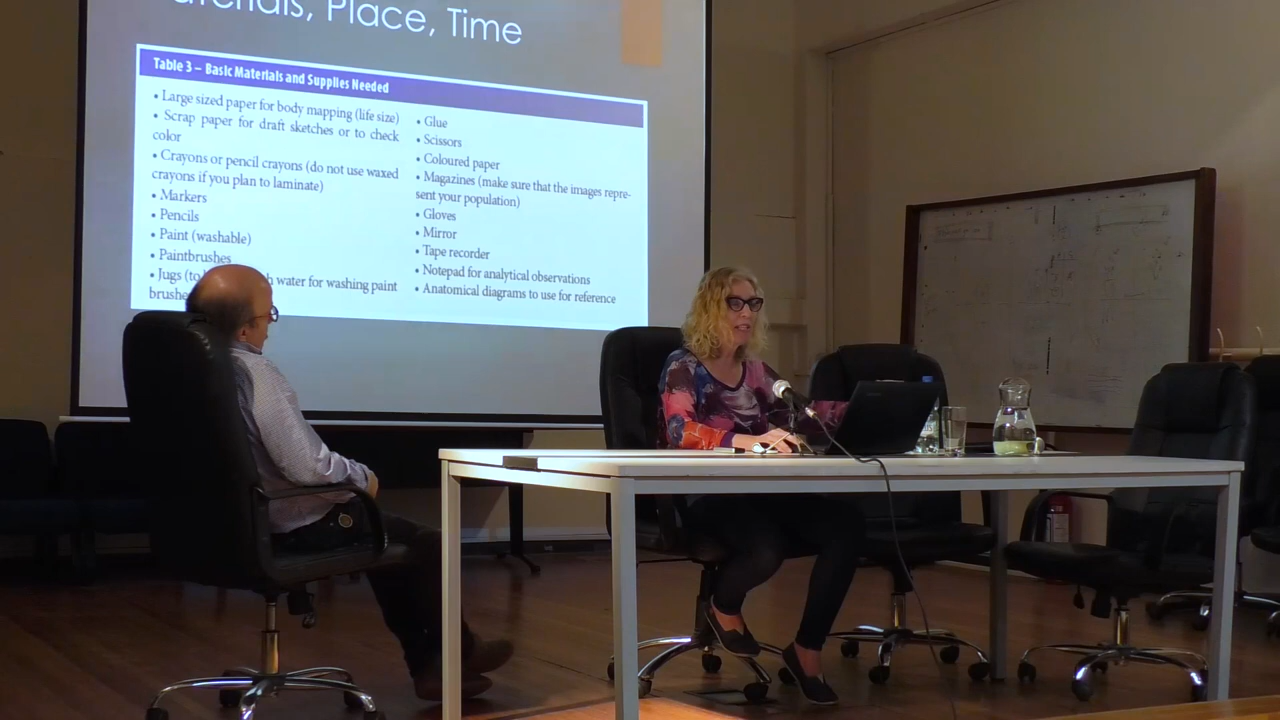 aterials, Place, Time
Table 3 – Basic Materials and Supplies Needed
• Large sized paper for body mapping (life size)
• Scrap paper for draft sketches or to check
color
• Crayons or pencil crayons (do not use waxed
crayons if you plan to laminate)
• Markers
• Pencils
• Paint (washable)
• Paintbrushes
• Jugs (to h water for washing paint
brushe
• Glue
• Scissors
• Coloured paper
• Magazines (make sure that the images repre-
sent your population)
• Gloves
• Mirror
• Tape recorder
• Notepad for analytical observations
• Anatomical diagrams to use for reference